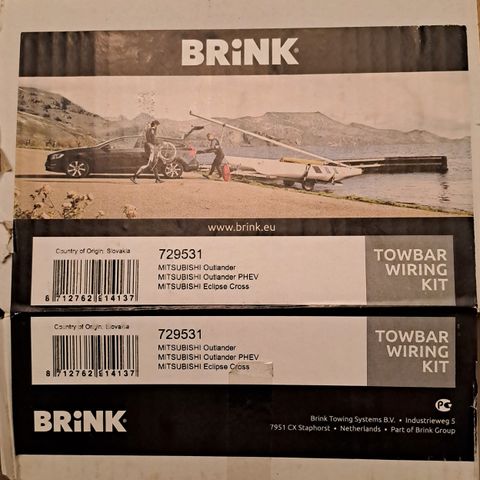 BRiNK®
www.brink.eu
Country of Origin: Slovakia
729531
MITSUBISHI Outlander
MITSUBISHI Outlander PHEV
MITSUBISHI Eclipse Cross
8 712762 914137
TOWBAR
WIRING
KIT
Country of Origin: Slovakia
729531
MITSUBISHI Outlander
MITSUBISHI Outlander PHEV
MITSUBISHI Eclipse Cross
8 712762 914137
TOWBAR
WIRING
KIT
BRiNK®
Brink Towing Systems B.V. • Industrieweg 5
7951 CX Staphorst • Netherlands • Part of Brink Group